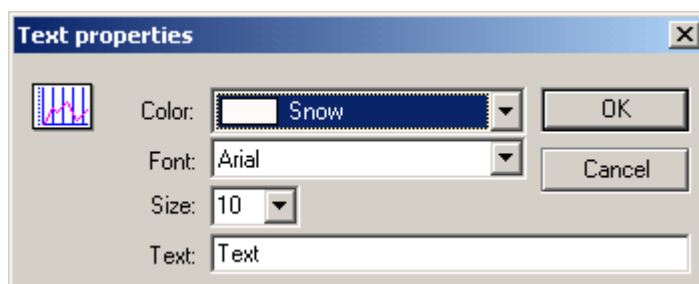 Text properties
Color: Snow OK
Font: Arial Cancel
Size: 10
Text: Text